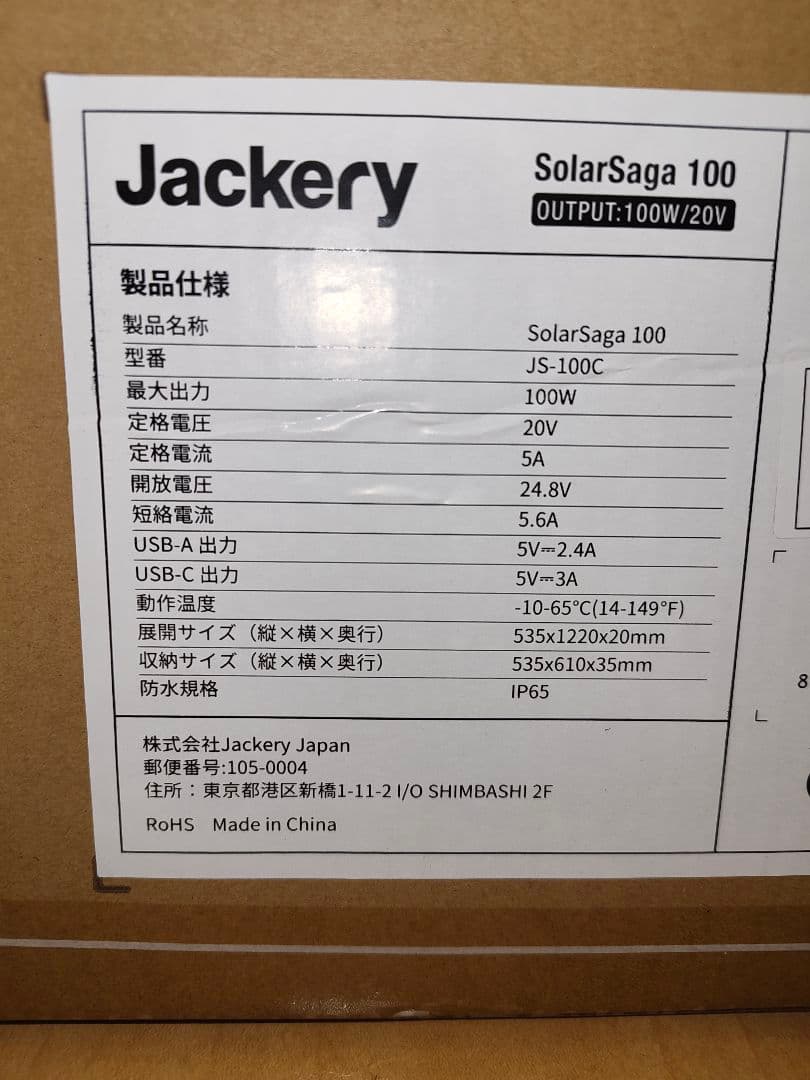 Jackery
SolarSaga 100
OUTPUT:100W/20V
製品仕様
製品名称 SolarSaga 100
型番 JS-100C
最大出力 100W
定格電圧 20V
定格電流 5A
開放電圧 24.8V
短絡電流 5.6A
USB-A 出力 5V⎓2.4A
USB-C 出力 5V⎓3A
動作温度 -10-65°C(14-149°F)
展開サイズ（縦×横×奥行） 535x1220x20mm
収納サイズ（縦×横×奥行） 535x610x35mm
防水規格 IP65
株式会社Jackery Japan
郵便番号:105-0004
住所：東京都港区新橋1-11-2 I/O SHIMBASHI 2F
RoHS Made in China
8